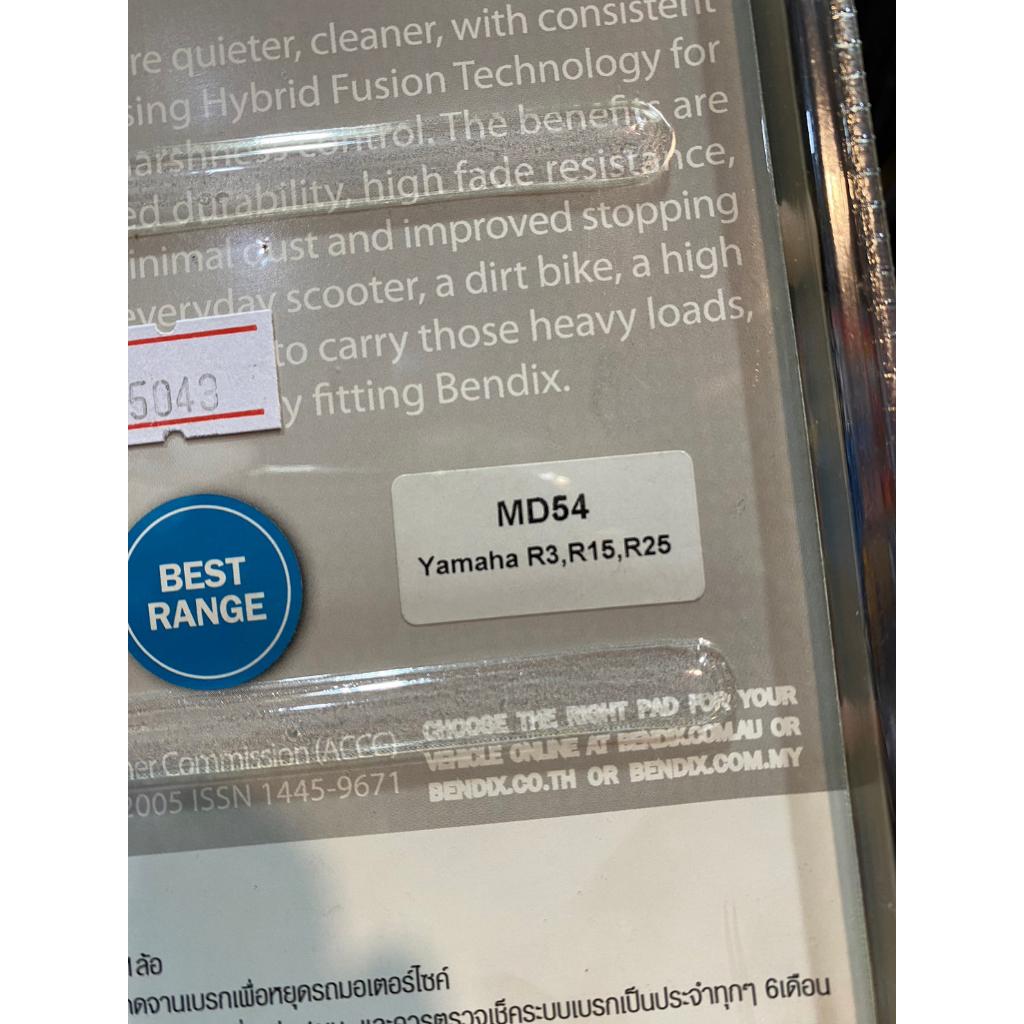 re quieter, cleaner, with consistent
sing Hybrid Fusion Technology for
harshness control. The benefits are
ed durability, high fade resistance,
inimal dust and improved stopping
everyday scooter, a dirt bike, a high
to carry those heavy loads,
y fitting Bendix.
5043
MD54
Yamaha R3,R15,R25
BEST
RANGE
CHOOSE THE RIGHT PAD FOR YOUR
VEHICLE ONLINE AT BENDIX.COM.AU OR
BENDIX.CO.TH OR BENDIX.COM.MY
er Commission (ACCC)
2005 ISSN 1445-9671
ล้อ
ดจานเบรกเพื่อหยุดรถมอเตอร์ไซค์
และการตรวจเช็คระบบเบรกเป็นประจำทุกๆ 6เดือน